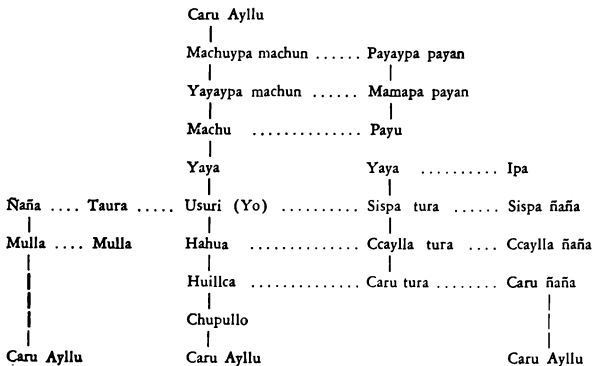 Caru Ayllu
Machuypa machun ...... Payaypa payan
Yayaypa machun ...... Mamapa payan
Machu ............. Payu
Yaya Yaya .......... Ipa
Ñaña .... Taura ..... Usuri (Yo) ........... Sispa tura ...... Sispa ñaña
Mulla .... Mulla Hahua .............. Ccaylla tura .... Ccaylla ñaña
Huillca .............. Caru tura ........ Caru ñaña
Chupullo
Caru Ayllu Caru Ayllu Caru Ayllu